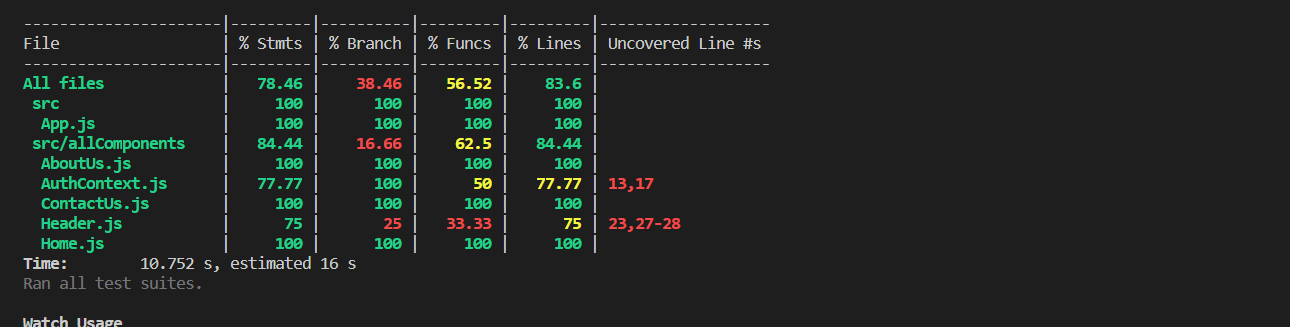 ----------------------|---------|----------|---------|---------|-------------------
File                  | % Stmts | % Branch | % Funcs | % Lines | Uncovered Line #s
----------------------|---------|----------|---------|---------|-------------------
All files             |   78.46 |    38.46 |   56.52 |    83.6 |
 src                  |     100 |      100 |     100 |     100 |
  App.js              |     100 |      100 |     100 |     100 |
 src/allComponents    |   84.44 |    16.66 |    62.5 |   84.44 |
  AboutUs.js          |     100 |      100 |     100 |     100 |
  AuthContext.js      |   77.77 |      100 |      50 |   77.77 | 13,17
  ContactUs.js        |     100 |      100 |     100 |     100 |
  Header.js           |      75 |       25 |   33.33 |      75 | 23,27-28
  Home.js             |     100 |      100 |     100 |     100 |
Time:        10.752 s, estimated 16 s
Ran all test suites.
Watch Usage